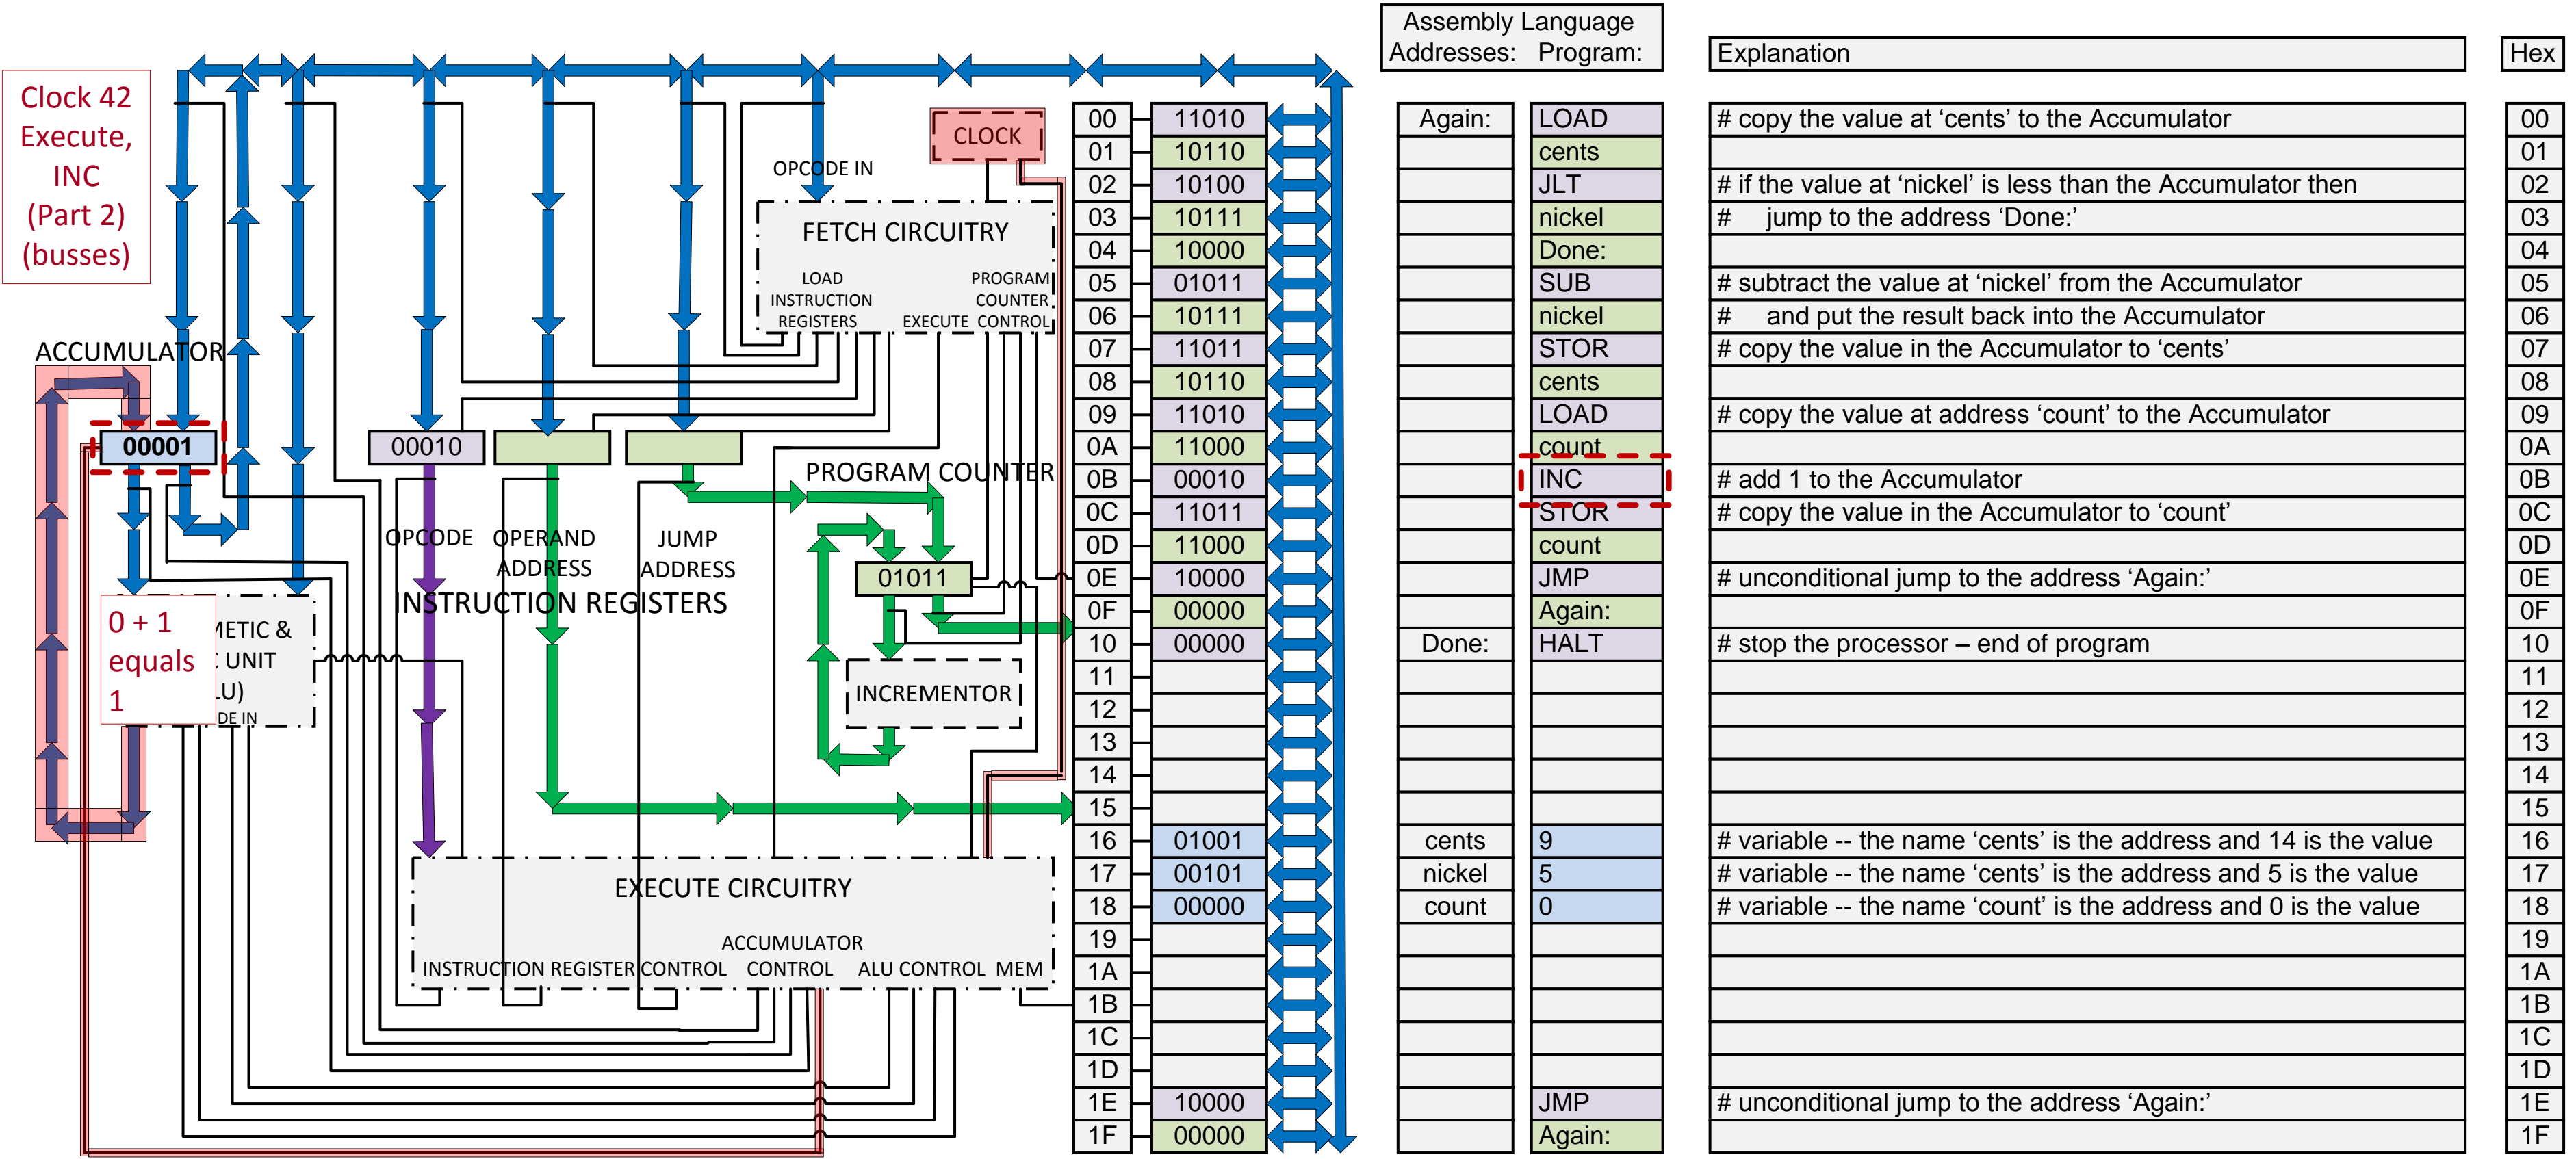 Assembly Language
Addresses: Program:
Explanation
Hex
Clock 42
Execute,
INC
(Part 2)
(busses)
CLOCK
OPCODE IN
FETCH CIRCUITRY
LOAD
INSTRUCTION
REGISTERS
EXECUTE
PROGRAM
COUNTER
CONTROL
ACCUMULATOR
00001
00010
PROGRAM COUNTER
OPCODE
OPERAND
ADDRESS
JUMP
ADDRESS
INSTRUCTION REGISTERS
01011
INCREMENTOR
0 + 1
equals
1
METIC &
UNIT
LU)
DE IN
EXECUTE CIRCUITRY
INSTRUCTION REGISTER CONTROL
ACCUMULATOR
CONTROL
ALU CONTROL
MEM
00 11010 Again: LOAD # copy the value at ‘cents’ to the Accumulator 00
01 10110 cents 01
02 10100 JLT # if the value at ‘nickel’ is less than the Accumulator then 02
03 10111 nickel # jump to the address ‘Done:’ 03
04 10000 Done: 04
05 01011 SUB # subtract the value at ‘nickel’ from the Accumulator 05
06 10111 nickel # and put the result back into the Accumulator 06
07 11011 STOR # copy the value in the Accumulator to ‘cents’ 07
08 10110 cents 08
09 11010 LOAD # copy the value at address ‘count’ to the Accumulator 09
0A 11000 count 0A
0B 00010 INC # add 1 to the Accumulator 0B
0C 11011 STOR # copy the value in the Accumulator to ‘count’ 0C
0D 11000 count 0D
0E 10000 JMP # unconditional jump to the address ‘Again:’ 0E
0F 00000 Again: 0F
10 00000 Done: HALT # stop the processor – end of program 10
11 11
12 12
13 13
14 14
15 15
16 01001 cents 9 # variable -- the name ‘cents’ is the address and 14 is the value 16
17 00101 nickel 5 # variable -- the name ‘cents’ is the address and 5 is the value 17
18 00000 count 0 # variable -- the name ‘count’ is the address and 0 is the value 18
19 19
1A 1A
1B 1B
1C 1C
1D 1D
1E 10000 JMP # unconditional jump to the address ‘Again:’ 1E
1F 00000 Again: 1F